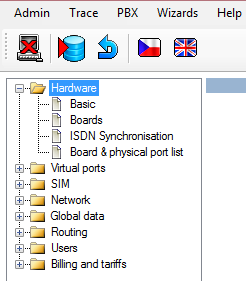 Admin Trace PBX Wizards Help
Hardware
Basic
Boards
ISDN Synchronisation
Board & physical port list
Virtual ports
SIM
Network
Global data
Routing
Users
Billing and tariffs